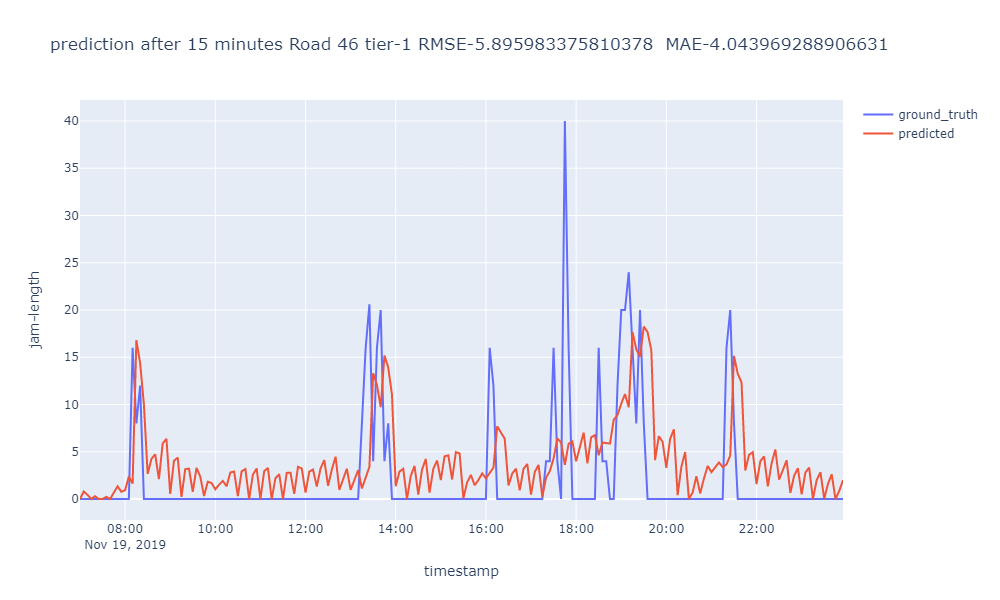 prediction after 15 minutes Road 46 tier-1 RMSE-5.895983375810378 MAE-4.043969288906631
ground_truth
predicted
jam-length
40
35
30
25
20
15
10
5
0
08:00 10:00 12:00 14:00 16:00 18:00 20:00 22:00
Nov 19, 2019
timestamp